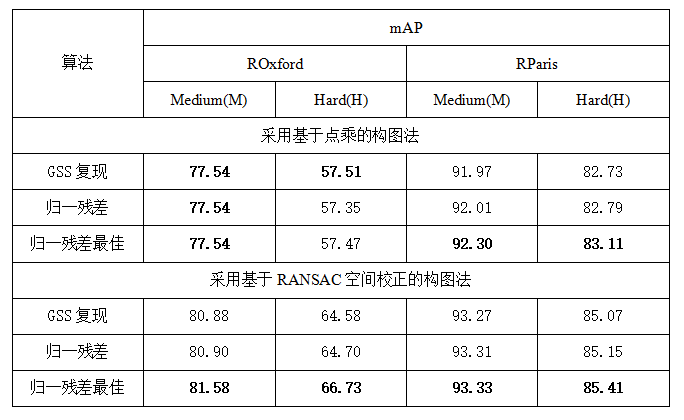 算法 mAP
ROxford RParis
Medium(M) Hard(H) Medium(M) Hard(H)
采用基于点乘的构图法
GSS 复现 77.54 57.51 91.97 82.73
归一残差 77.54 57.35 92.01 82.79
归一残差最佳 77.54 57.47 92.30 83.11
采用基于 RANSAC 空间校正的构图法
GSS 复现 80.88 64.58 93.27 85.07
归一残差 80.90 64.70 93.31 85.15
归一残差最佳 81.58 66.73 93.33 85.41